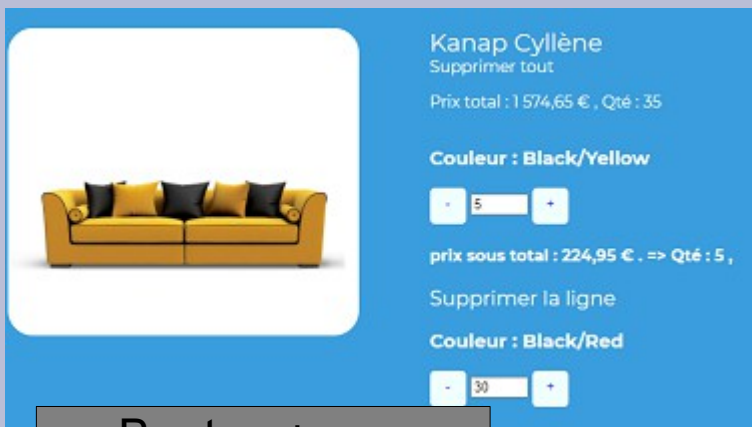 Kanap Cyllène
Supprimer tout
Prix total : 1 574,65 € , Qté : 35
Couleur : Black/Yellow
- 5 +
prix sous total : 224,95 € . => Qté : 5 ,
Supprimer la ligne
Couleur : Black/Red
- 30 +